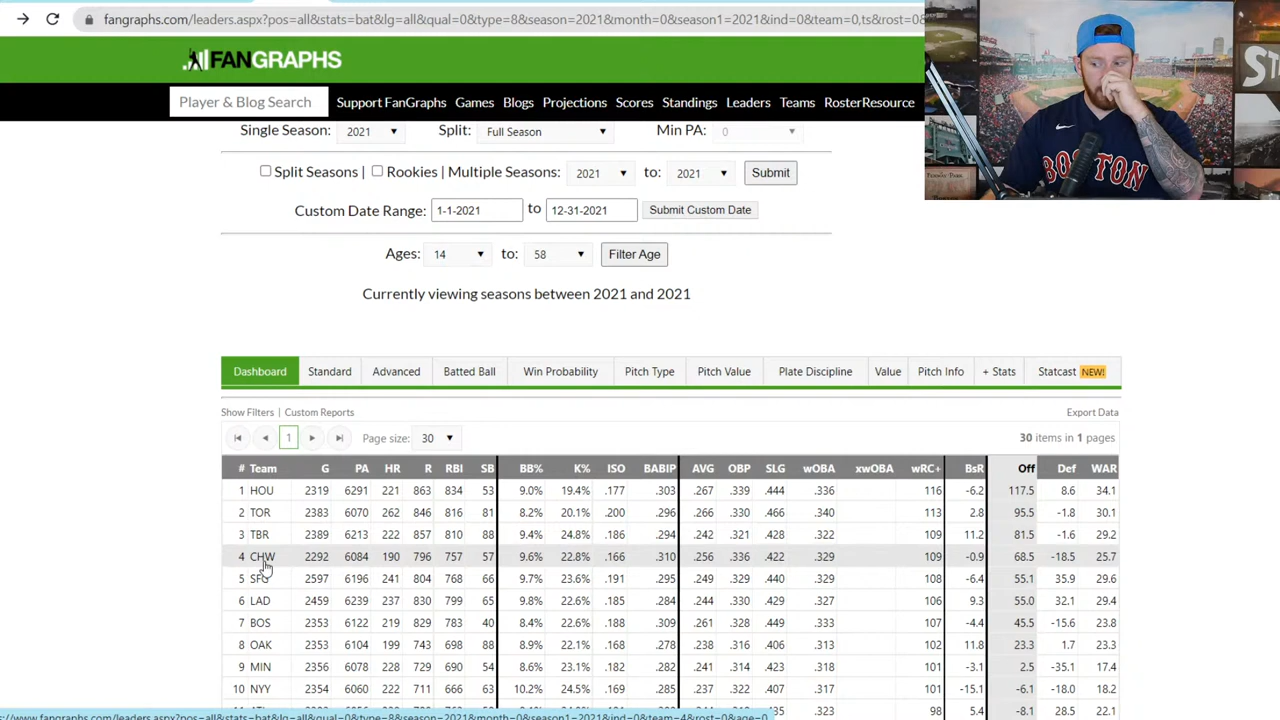 fangraphs.com/leaders.aspx?pos=all&stats=bat&lg=all&qual=0&type=8&season=2021&month=0&season1=2021&ind=0&team=0,ts&rost=0&
FANGRAPHS
Player & Blog Search Support FanGraphs Games Blogs Projections Scores Standings Leaders Teams RosterResource
Single Season: 2021 Split: Full Season Min PA: 0
Split Seasons | Rookies | Multiple Seasons: 2021 to: 2021 Submit
Custom Date Range: 1-1-2021 to 12-31-2021 Submit Custom Date
Ages: 14 to: 58 Filter Age
Currently viewing seasons between 2021 and 2021
Dashboard Standard Advanced Batted Ball Win Probability Pitch Type Pitch Value Plate Discipline Value Pitch Info + Stats Statcast NEW!
Show Filters | Custom Reports Export Data
1 Page size: 30 30 items in 1 pages
# Team G PA HR R RBI SB BB% K% ISO BABIP AVG OBP SLG wOBA xwOBA wRC+ BsR Off Def WAR
1 HOU 2319 6291 221 863 834 53 9.0% 19.4% .177 .303 .267 .339 .444 .336 116 -6.2 117.5 8.6 34.1
2 TOR 2383 6070 262 846 816 81 8.2% 20.1% .200 .296 .266 .330 .466 .340 113 2.8 95.5 -1.8 30.1
3 TBR 2389 6213 222 857 810 88 9.4% 24.8% .186 .294 .242 .321 .428 .322 109 11.2 81.5 -1.6 29.2
4 CHW 2292 6084 190 796 757 57 9.6% 22.8% .166 .310 .256 .336 .422 .329 109 -0.9 68.5 -18.5 25.7
5 SFG 2597 6196 241 804 768 66 9.7% 23.6% .191 .295 .249 .329 .440 .329 108 -6.4 55.1 35.9 29.6
6 LAD 2459 6239 237 830 799 65 9.8% 22.6% .185 .284 .244 .330 .429 .327 106 9.3 55.0 32.1 29.4
7 BOS 2353 6122 219 829 783 40 8.4% 22.6% .188 .309 .261 .328 .449 .333 107 -4.4 45.5 -15.6 23.8
8 OAK 2353 6104 199 743 698 88 8.9% 22.1% .168 .278 .238 .316 .406 .313 102 11.8 23.3 1.7 23.3
9 MIN 2356 6078 228 729 690 54 8.6% 23.1% .182 .282 .241 .314 .423 .318 101 -3.1 2.5 -35.1 17.4
10 NYY 2354 6060 222 711 666 63 10.2% 24.5% .169 .285 .237 .322 .407 .317 101 -15.1 -6.1 -18.0 18.2
98 5.4 -8.1 28.5 22.1
BOSTON